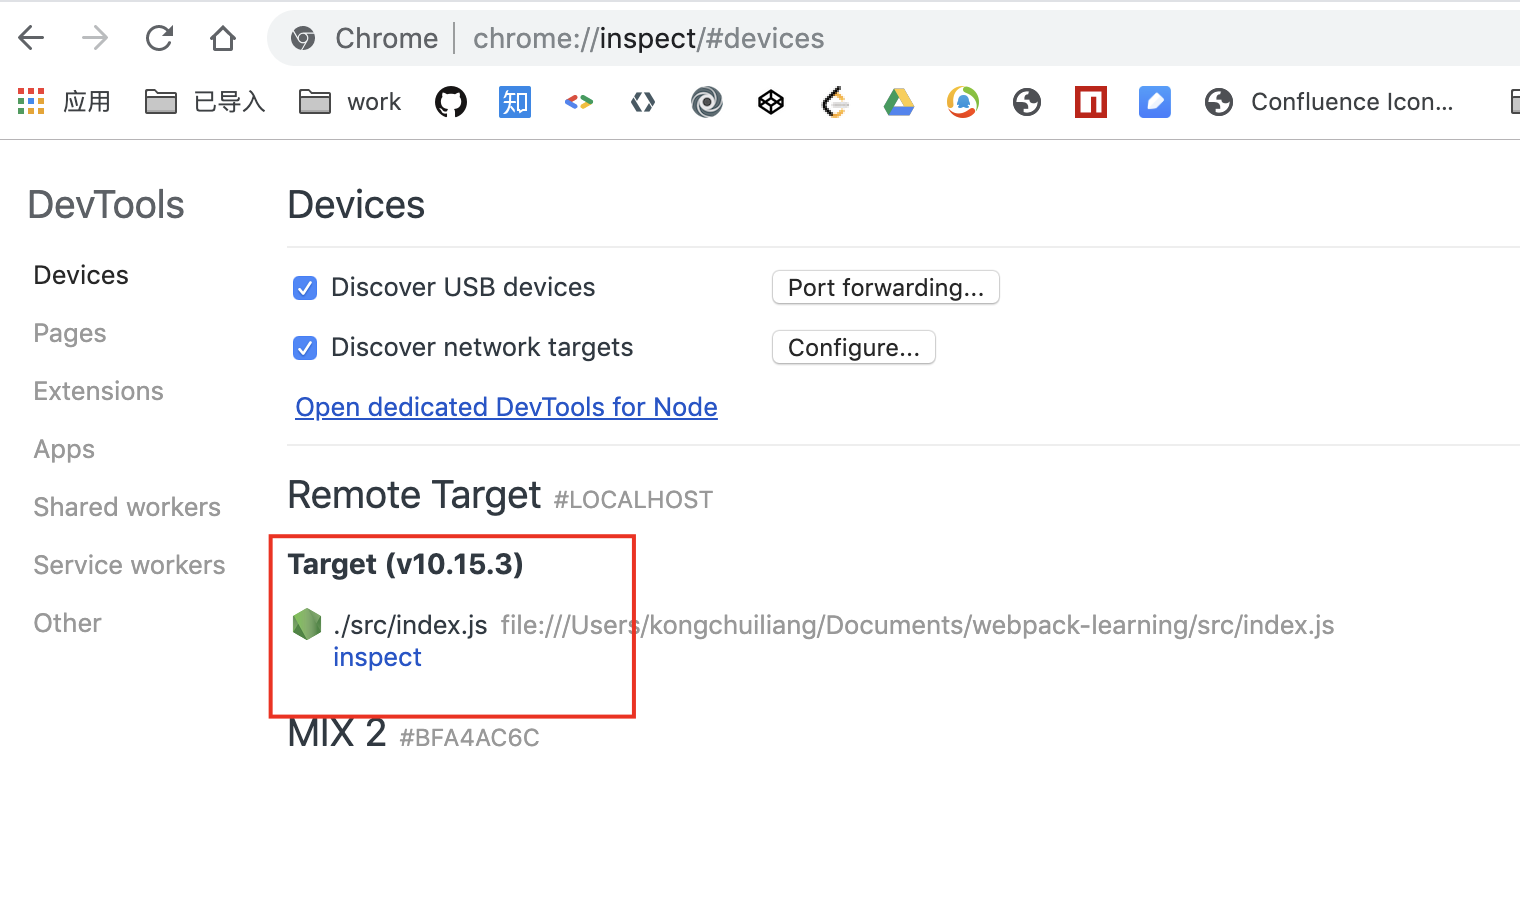 Chrome | chrome://inspect/#devices
应用 已导入 work 知 Confluence Icon...
DevTools
Devices
Pages
Extensions
Apps
Shared workers
Service workers
Other
Devices
Discover USB devices Port forwarding...
Discover network targets Configure...
Open dedicated DevTools for Node
Remote Target #LOCALHOST
Target (v10.15.3)
./src/index.js file:///Users/kongchuiliang/Documents/webpack-learning/src/index.js
inspect
MIX 2 #BFA4AC6C